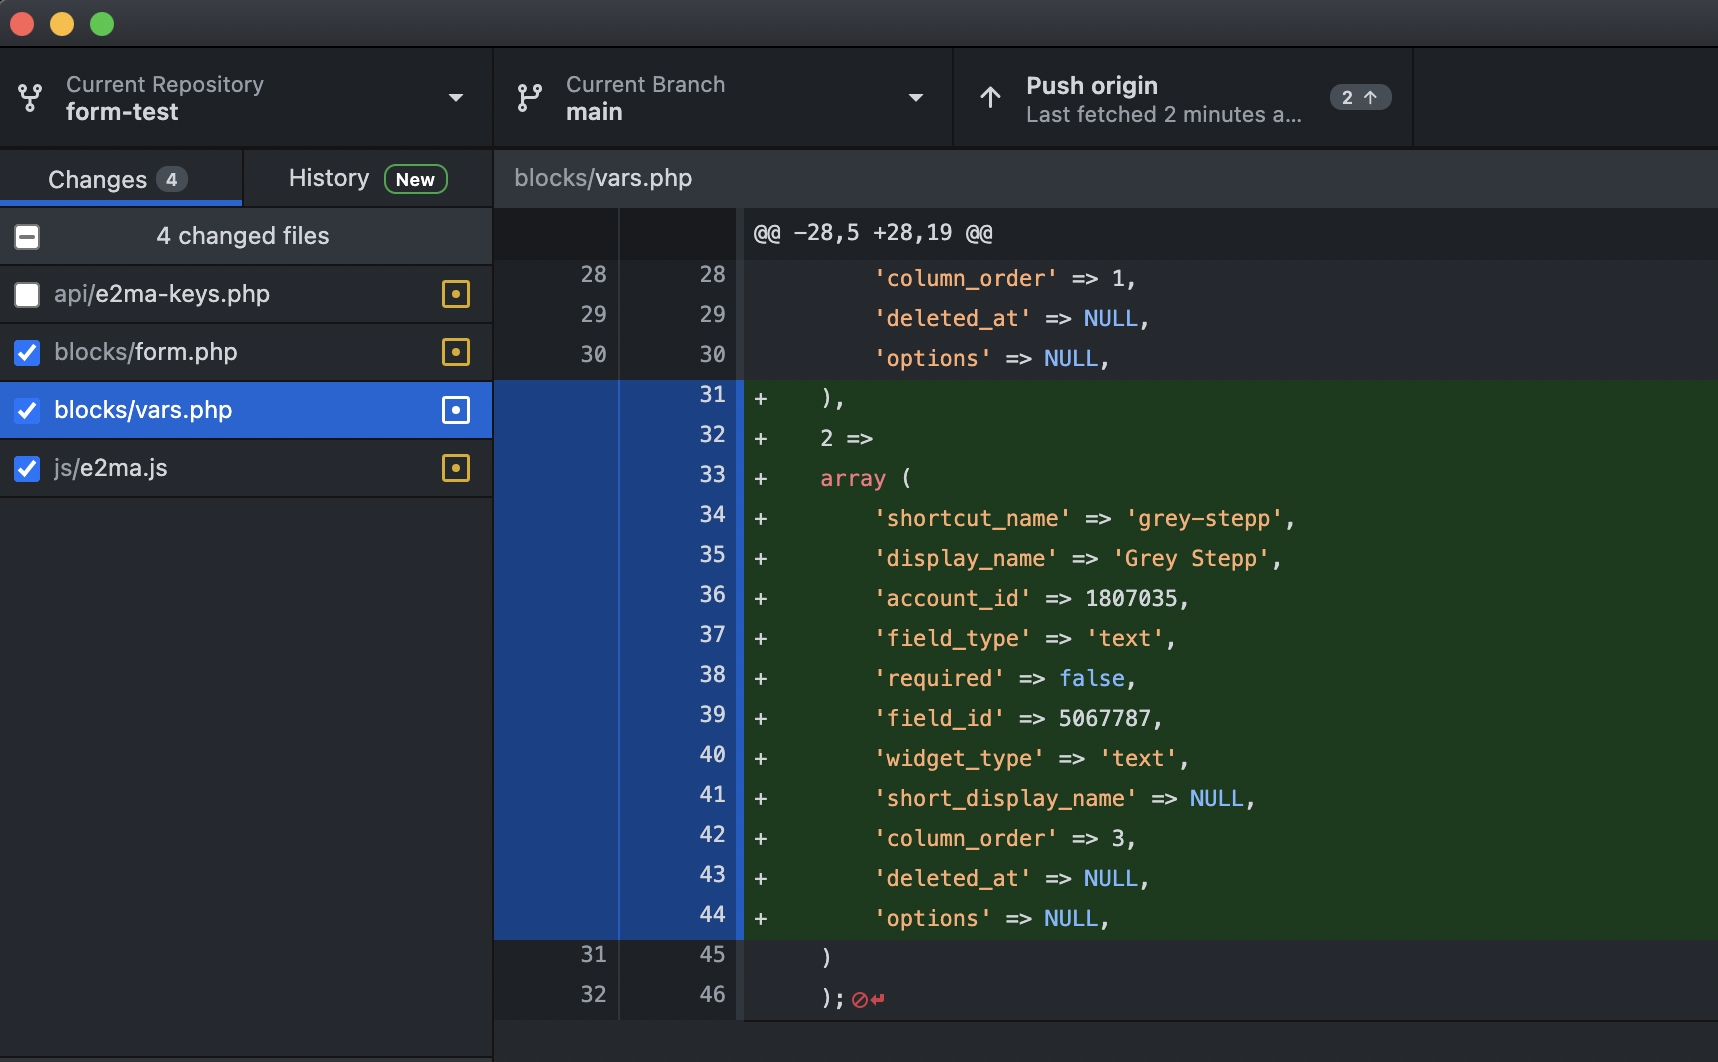 Current Repository
form-test
Current Branch
main
Push origin
Last fetched 2 minutes a...
2
Changes 4
History New
blocks/vars.php
4 changed files
api/e2ma-keys.php
blocks/form.php
blocks/vars.php
js/e2ma.js
@@ -28,5 +28,19 @@
28 28 'column_order' => 1,
29 29 'deleted_at' => NULL,
30 30 'options' => NULL,
31 + ),
32 + 2 =>
33 + array (
34 + 'shortcut_name' => 'grey-stepp',
35 + 'display_name' => 'Grey Stepp',
36 + 'account_id' => 1807035,
37 + 'field_type' => 'text',
38 + 'required' => false,
39 + 'field_id' => 5067787,
40 + 'widget_type' => 'text',
41 + 'short_display_name' => NULL,
42 + 'column_order' => 3,
43 + 'deleted_at' => NULL,
44 + 'options' => NULL,
31 45 )
32 46 );